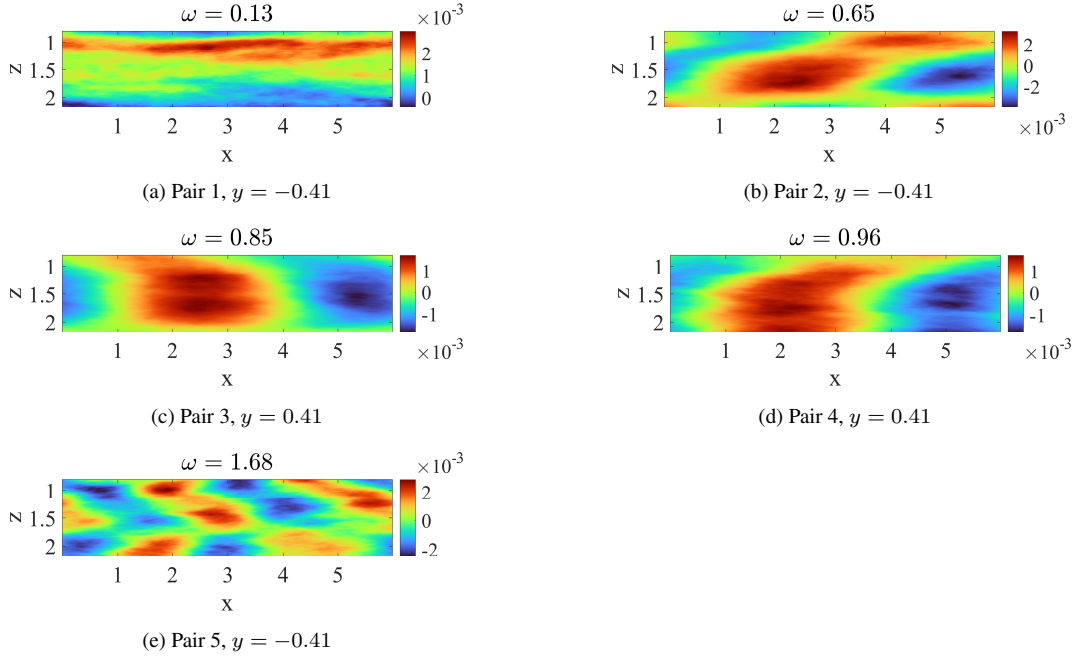 ω = 0.13
×10⁻³
z
1
1.5
2
2
1
0
1 2 3 4 5
x
(a) Pair 1, y = −0.41
ω = 0.65
z
1
1.5
2
2
0
-2
×10⁻³
1 2 3 4 5
x
(b) Pair 2, y = −0.41
ω = 0.85
z
1
1.5
2
1
0
-1
×10⁻³
1 2 3 4 5
x
(c) Pair 3, y = 0.41
ω = 0.96
z
1
1.5
2
1
0
-1
×10⁻³
1 2 3 4 5
x
(d) Pair 4, y = 0.41
ω = 1.68
×10⁻³
z
1
1.5
2
2
0
-2
1 2 3 4 5
x
(e) Pair 5, y = −0.41